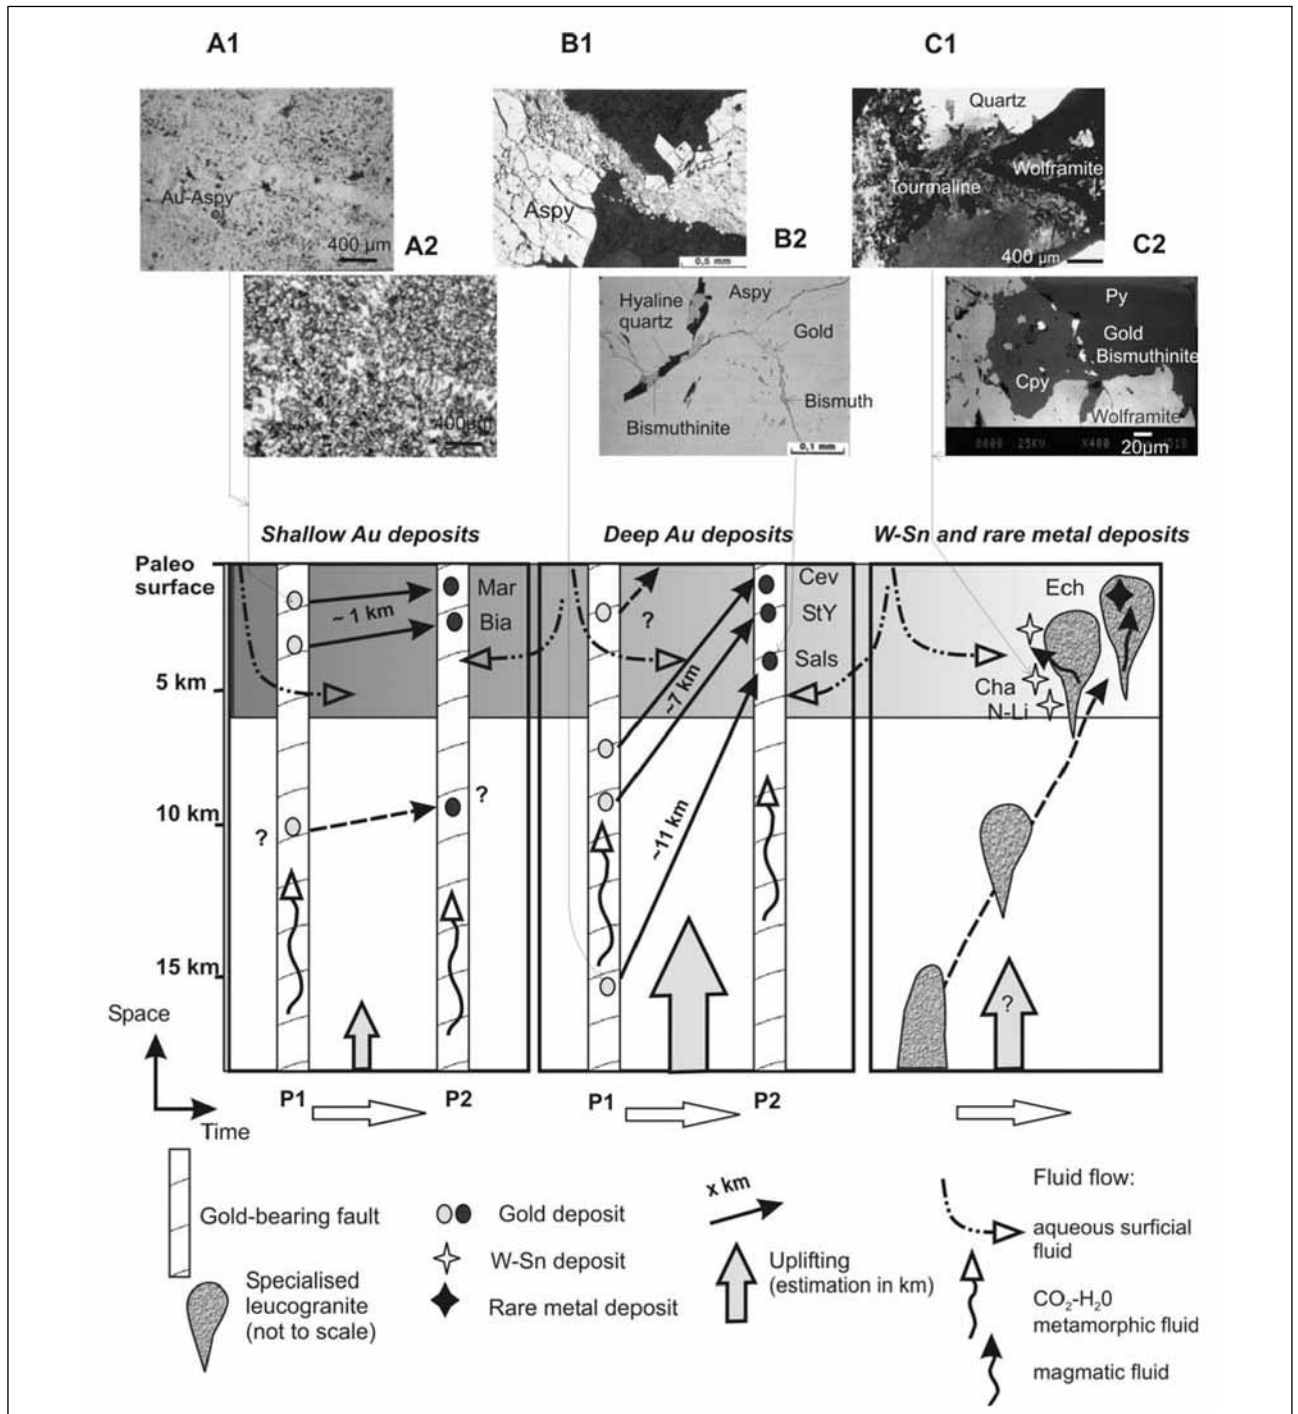 A1
B1
C1
Au-Aspy
400 µm
A2
400µm
Aspy
0,5 mm
B2
Hyaline
quartz
Aspy
Gold
Bismuth
Bismuthinite
0,1 mm
Quartz
Wolframite
Tourmaline
400 µm
C2
Py
Gold
Bismuthinite
Cpy
Wolframite
25KV
X400
20µm
Shallow Au deposits
Deep Au deposits
W-Sn and rare metal deposits
Paleo
surface
5 km
10 km
15 km
~ 1 km
Mar
Bia
?
?
?
~7 km
~11 km
Cev
StY
Sals
Ech
Cha
N-Li
?
Space
Time
P1
P2
P1
P2
Gold-bearing fault
Specialised
leucogranite
(not to scale)
Gold deposit
W-Sn deposit
Rare metal deposit
x km
Uplifting
(estimation in km)
Fluid flow:
aqueous surficial
fluid
CO₂-H₂0
metamorphic fluid
magmatic fluid